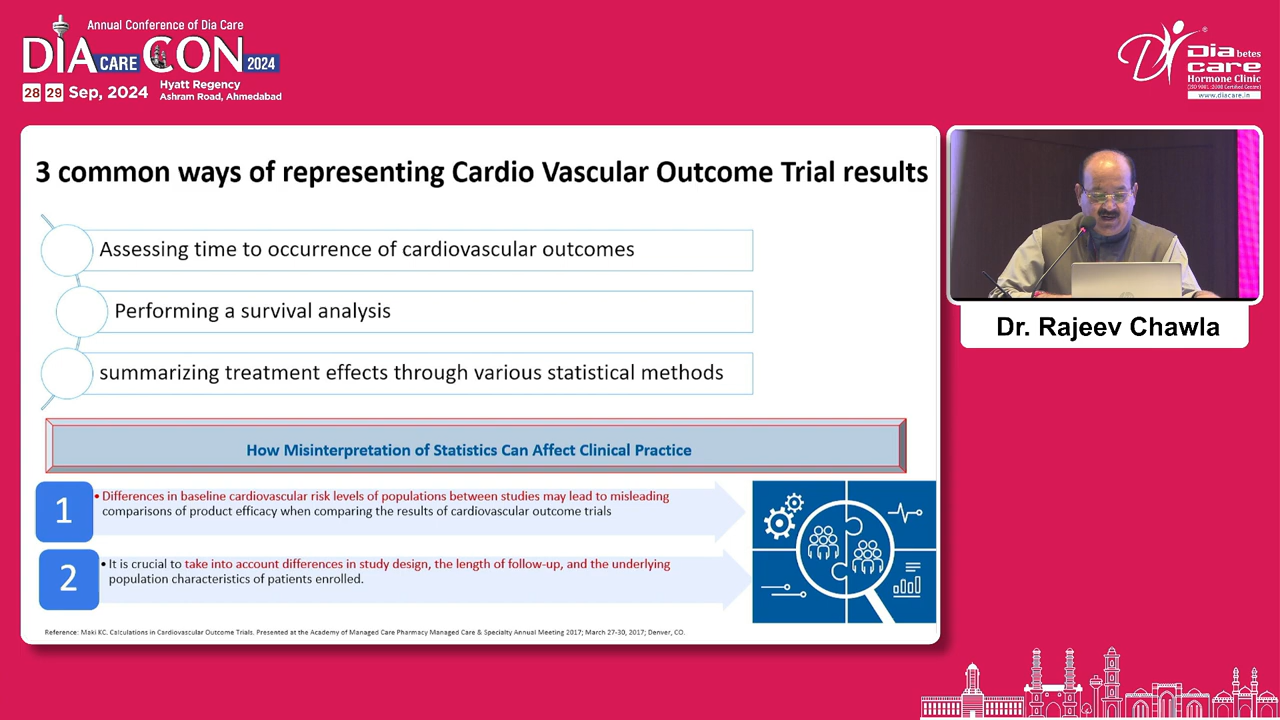 Annual Conference of Dia Care
DIA CARE CON 2024
28 29 Sep, 2024
Hyatt Regency
Ashram Road, Ahmedabad
Diabetes
care
Hormone Clinic
(ISO 9001:2008 Certified Centre)
www.diacare.in
3 common ways of representing Cardio Vascular Outcome Trial results
Assessing time to occurrence of cardiovascular outcomes
Performing a survival analysis
summarizing treatment effects through various statistical methods
How Misinterpretation of Statistics Can Affect Clinical Practice
1
• Differences in baseline cardiovascular risk levels of populations between studies may lead to misleading
comparisons of product efficacy when comparing the results of cardiovascular outcome trials
2
• It is crucial to take into account differences in study design, the length of follow-up, and the underlying
population characteristics of patients enrolled.
Reference: Maki KC. Calculations in Cardiovascular Outcome Trials. Presented at the Academy of Managed Care Pharmacy Managed Care & Specialty Annual Meeting 2017; March 27-30, 2017; Denver, CO.
Dr. Rajeev Chawla